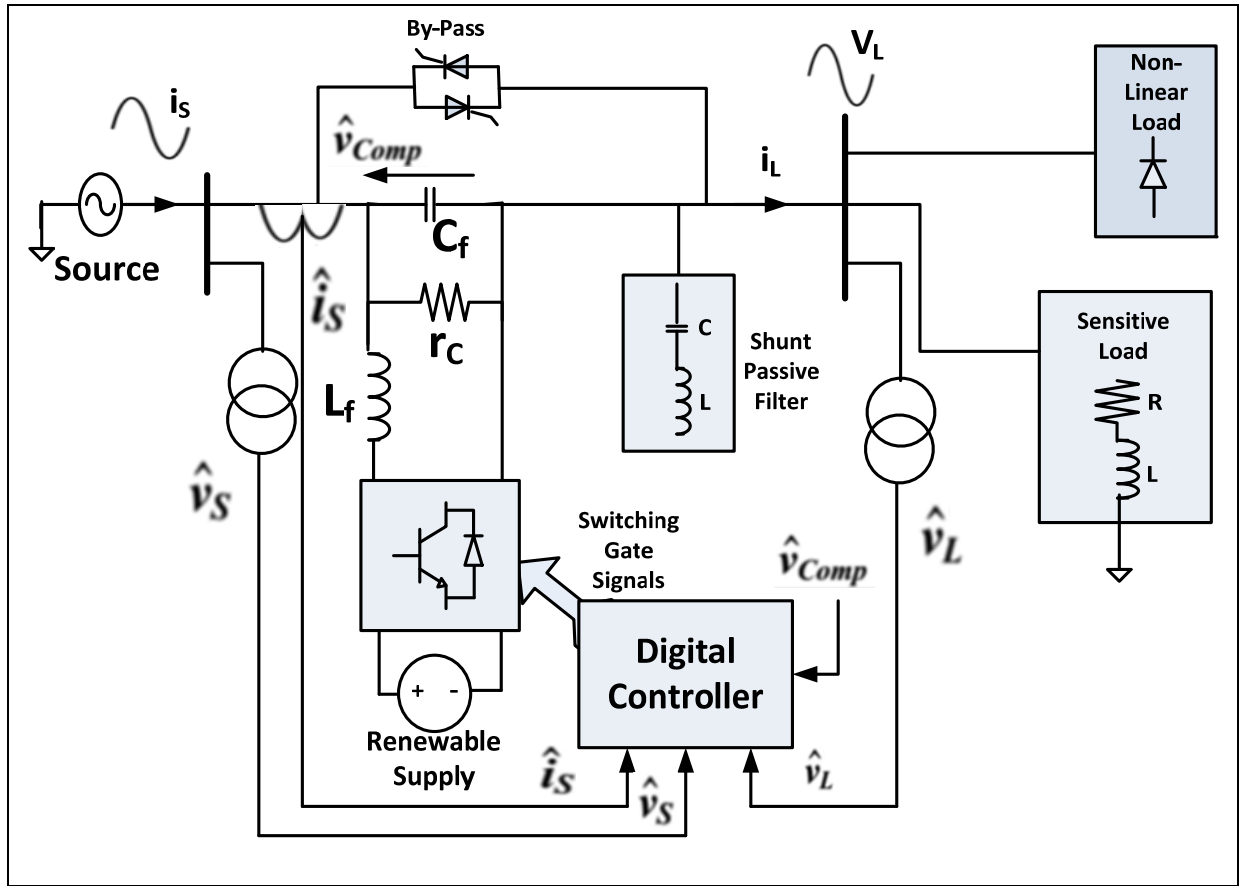 By-Pass
V_L
Non-
Linear
Load
i_S
v̂_Comp
i_L
C_f
Source
î_S
r_C
L_f
C
L
Shunt
Passive
Filter
Sensitive
Load
R
L
v̂_S
v̂_L
Switching
Gate
Signals
v̂_Comp
Digital
Controller
+ -
Renewable
Supply
î_S
v̂_S
v̂_L